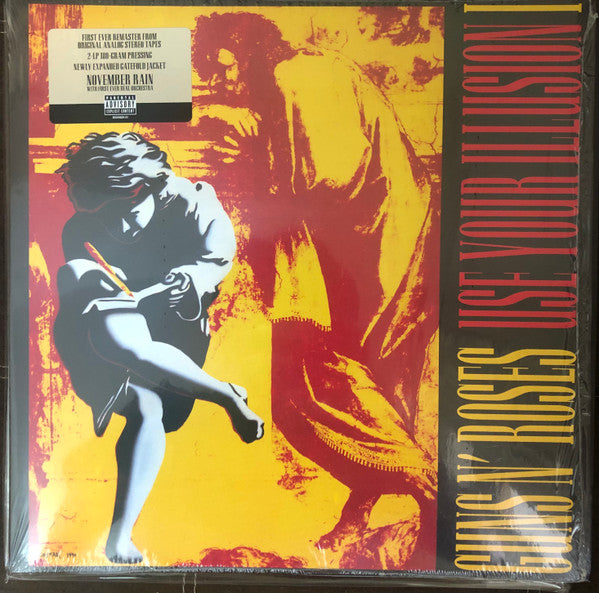 FIRST EVER REMASTER FROM
ORIGINAL ANALOG STEREO TAPES
2-LP 180-GRAM PRESSING
NEWLY EXPANDED GATEFOLD JACKET
NOVEMBER RAIN
WITH FIRST EVER REAL ORCHESTRA
PARENTAL
ADVISORY
EXPLICIT CONTENT
GUNS N' ROSES USE YOUR ILLUSION I